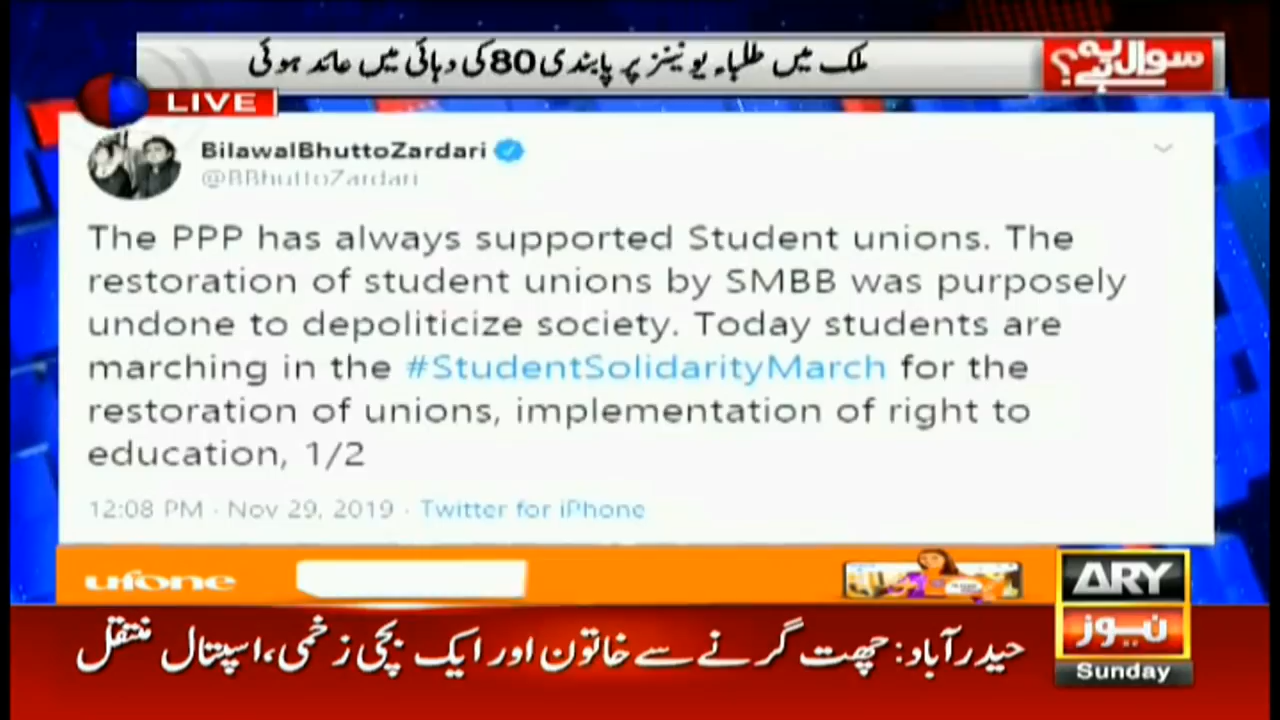 ملک میں طلباء یونینز پر پابندی 80 کی دہائی میں عائد ہوئی
سوال یہ ہے؟
LIVE
BilawalBhuttoZardari
@BBhuttoZardari
The PPP has always supported Student unions. The
restoration of student unions by SMBB was purposely
undone to depoliticize society. Today students are
marching in the #StudentSolidarityMarch for the
restoration of unions, implementation of right to
education, 1/2
12:08 PM · Nov 29, 2019 · Twitter for iPhone
ufone
ARY
نیوز
Sunday
حیدرآباد: چھت گرنے سے خاتون اور ایک بچی زخمی، اسپتال منتقل